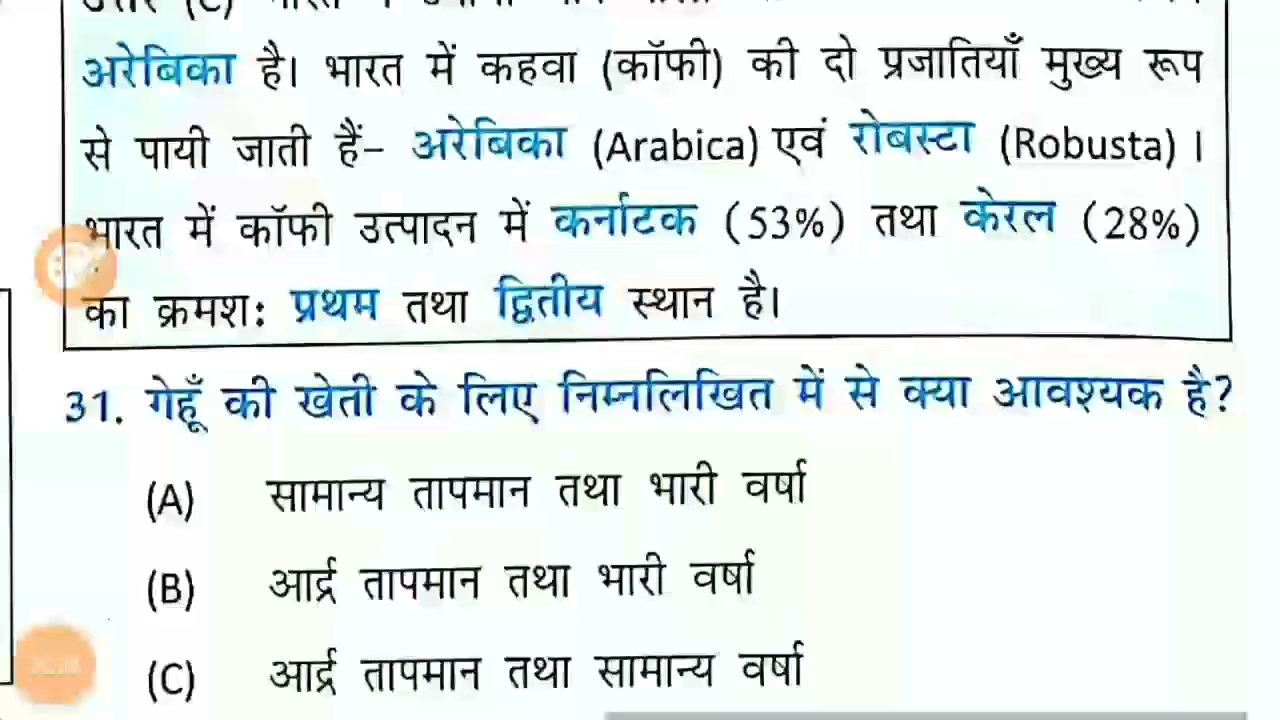 अरेबिका है। भारत में कहवा (कॉफी) की दो प्रजातियाँ मुख्य रूप
से पायी जाती हैं– अरेबिका (Arabica) एवं रोबस्टा (Robusta) ।
भारत में कॉफी उत्पादन में कर्नाटक (53%) तथा केरल (28%)
का क्रमशः प्रथम तथा द्वितीय स्थान है।
31. गेहूँ की खेती के लिए निम्नलिखित में से क्या आवश्यक है?
(A) सामान्य तापमान तथा भारी वर्षा
(B) आर्द्र तापमान तथा भारी वर्षा
(C) आर्द्र तापमान तथा सामान्य वर्षा